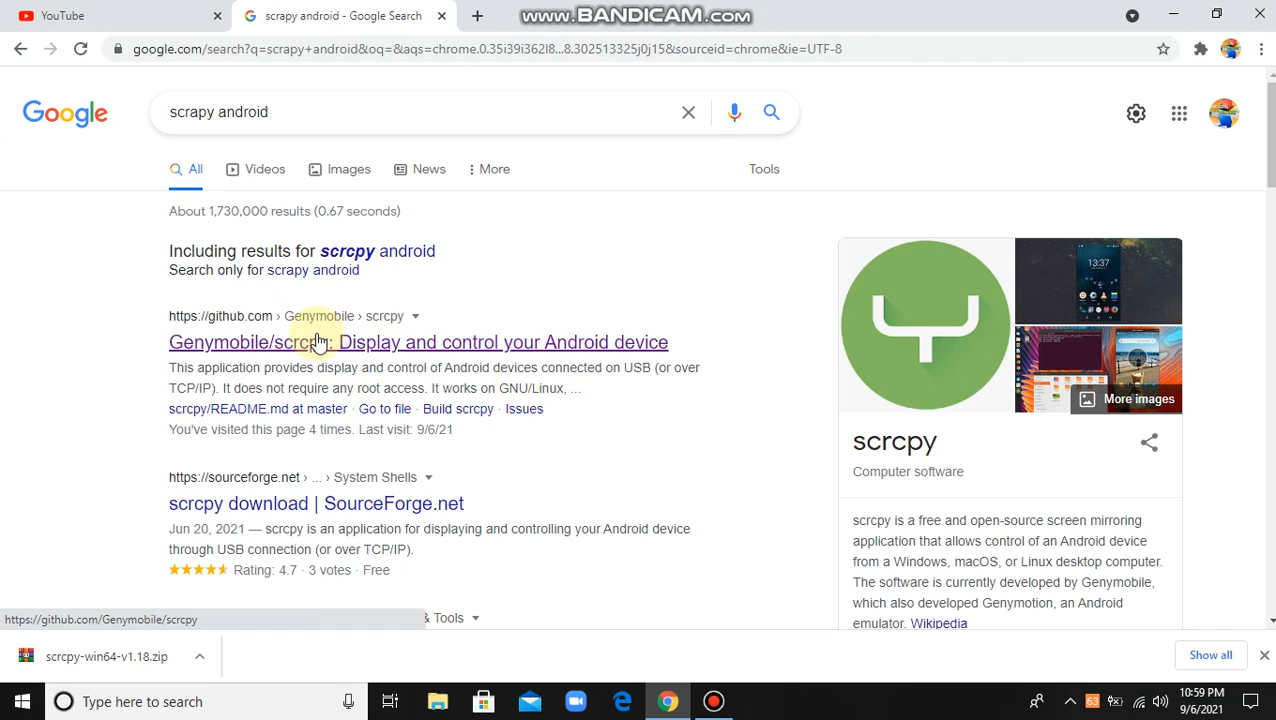 YouTube
scrapy android - Google Search
www.BANDICAM.com
google.com/search?q=scrapy+android&oq=&aqs=chrome.0.35i39i362l8...8.302513325j0j15&sourceid=chrome&ie=UTF-8
Google
scrapy android
All
Videos
Images
News
More
Tools
About 1,730,000 results (0.67 seconds)
Including results for scrcpy android
Search only for scrapy android
https://github.com › Genymobile › scrcpy
Genymobile/scrcpy: Display and control your Android device
This application provides display and control of Android devices connected on USB (or over
TCP/IP). It does not require any root access. It works on GNU/Linux, ...
scrcpy/README.md at master · Go to file · Build scrcpy · Issues
You've visited this page 4 times. Last visit: 9/6/21
https://sourceforge.net › ... › System Shells
scrcpy download | SourceForge.net
Jun 20, 2021 — scrcpy is an application for displaying and controlling your Android device
through USB connection (or over TCP/IP).
Rating: 4.7 · 3 votes · Free
& Tools
13:37
More images
scrcpy
Computer software
scrcpy is a free and open-source screen mirroring
application that allows control of an Android device
from a Windows, macOS, or Linux desktop computer.
The software is currently developed by Genymobile,
which also developed Genymotion, an Android
emulator. Wikipedia
https://github.com/Genymobile/scrcpy
scrcpy-win64-v1.18.zip
Show all
Type here to search
63
10:59 PM
9/6/2021